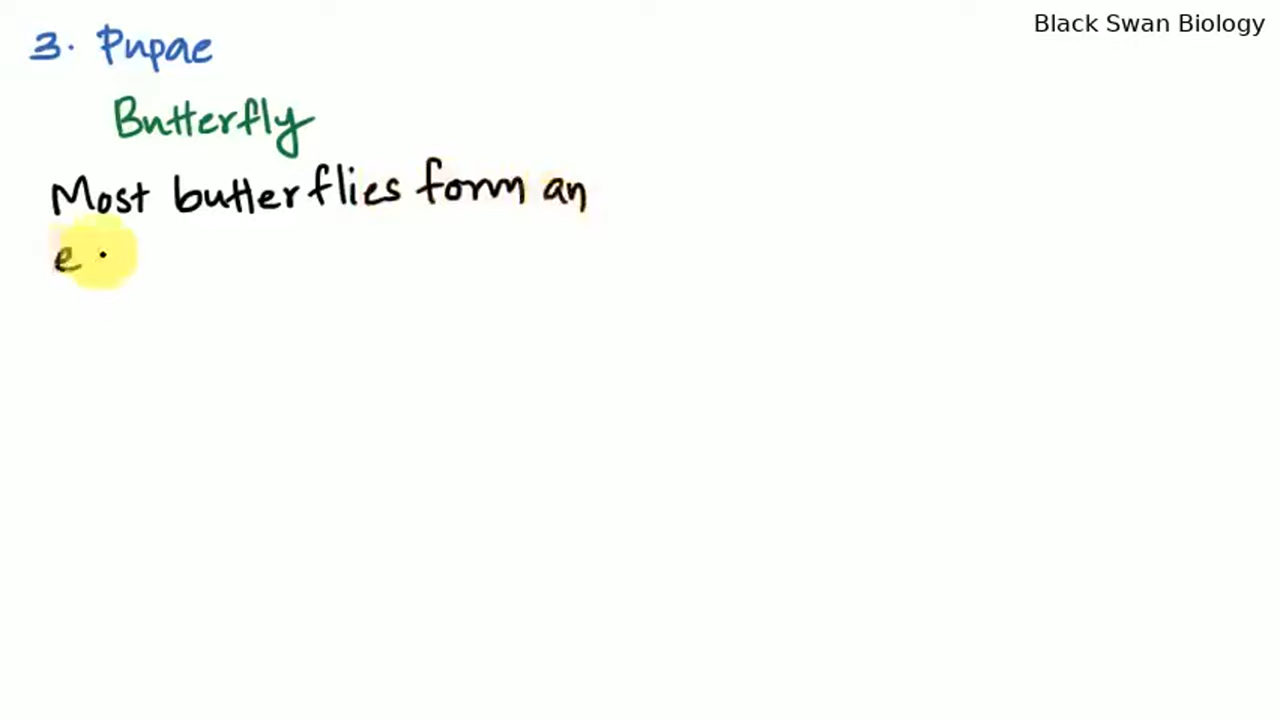 Black Swan Biology
3. Pupae
Butterfly
Most butterflies form an
e